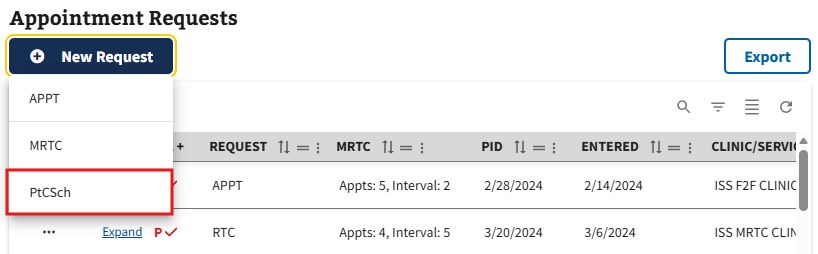 Appointment Requests
New Request
Export
APPT
MRTC
PtCSch
+ REQUEST MRTC PID ENTERED CLINIC/SERVIC
APPT Appts: 5, Interval: 2 2/28/2024 2/14/2024 ISS F2F CLINIC
Expand P RTC Appts: 4, Interval: 5 3/20/2024 3/6/2024 ISS MRTC CLIN